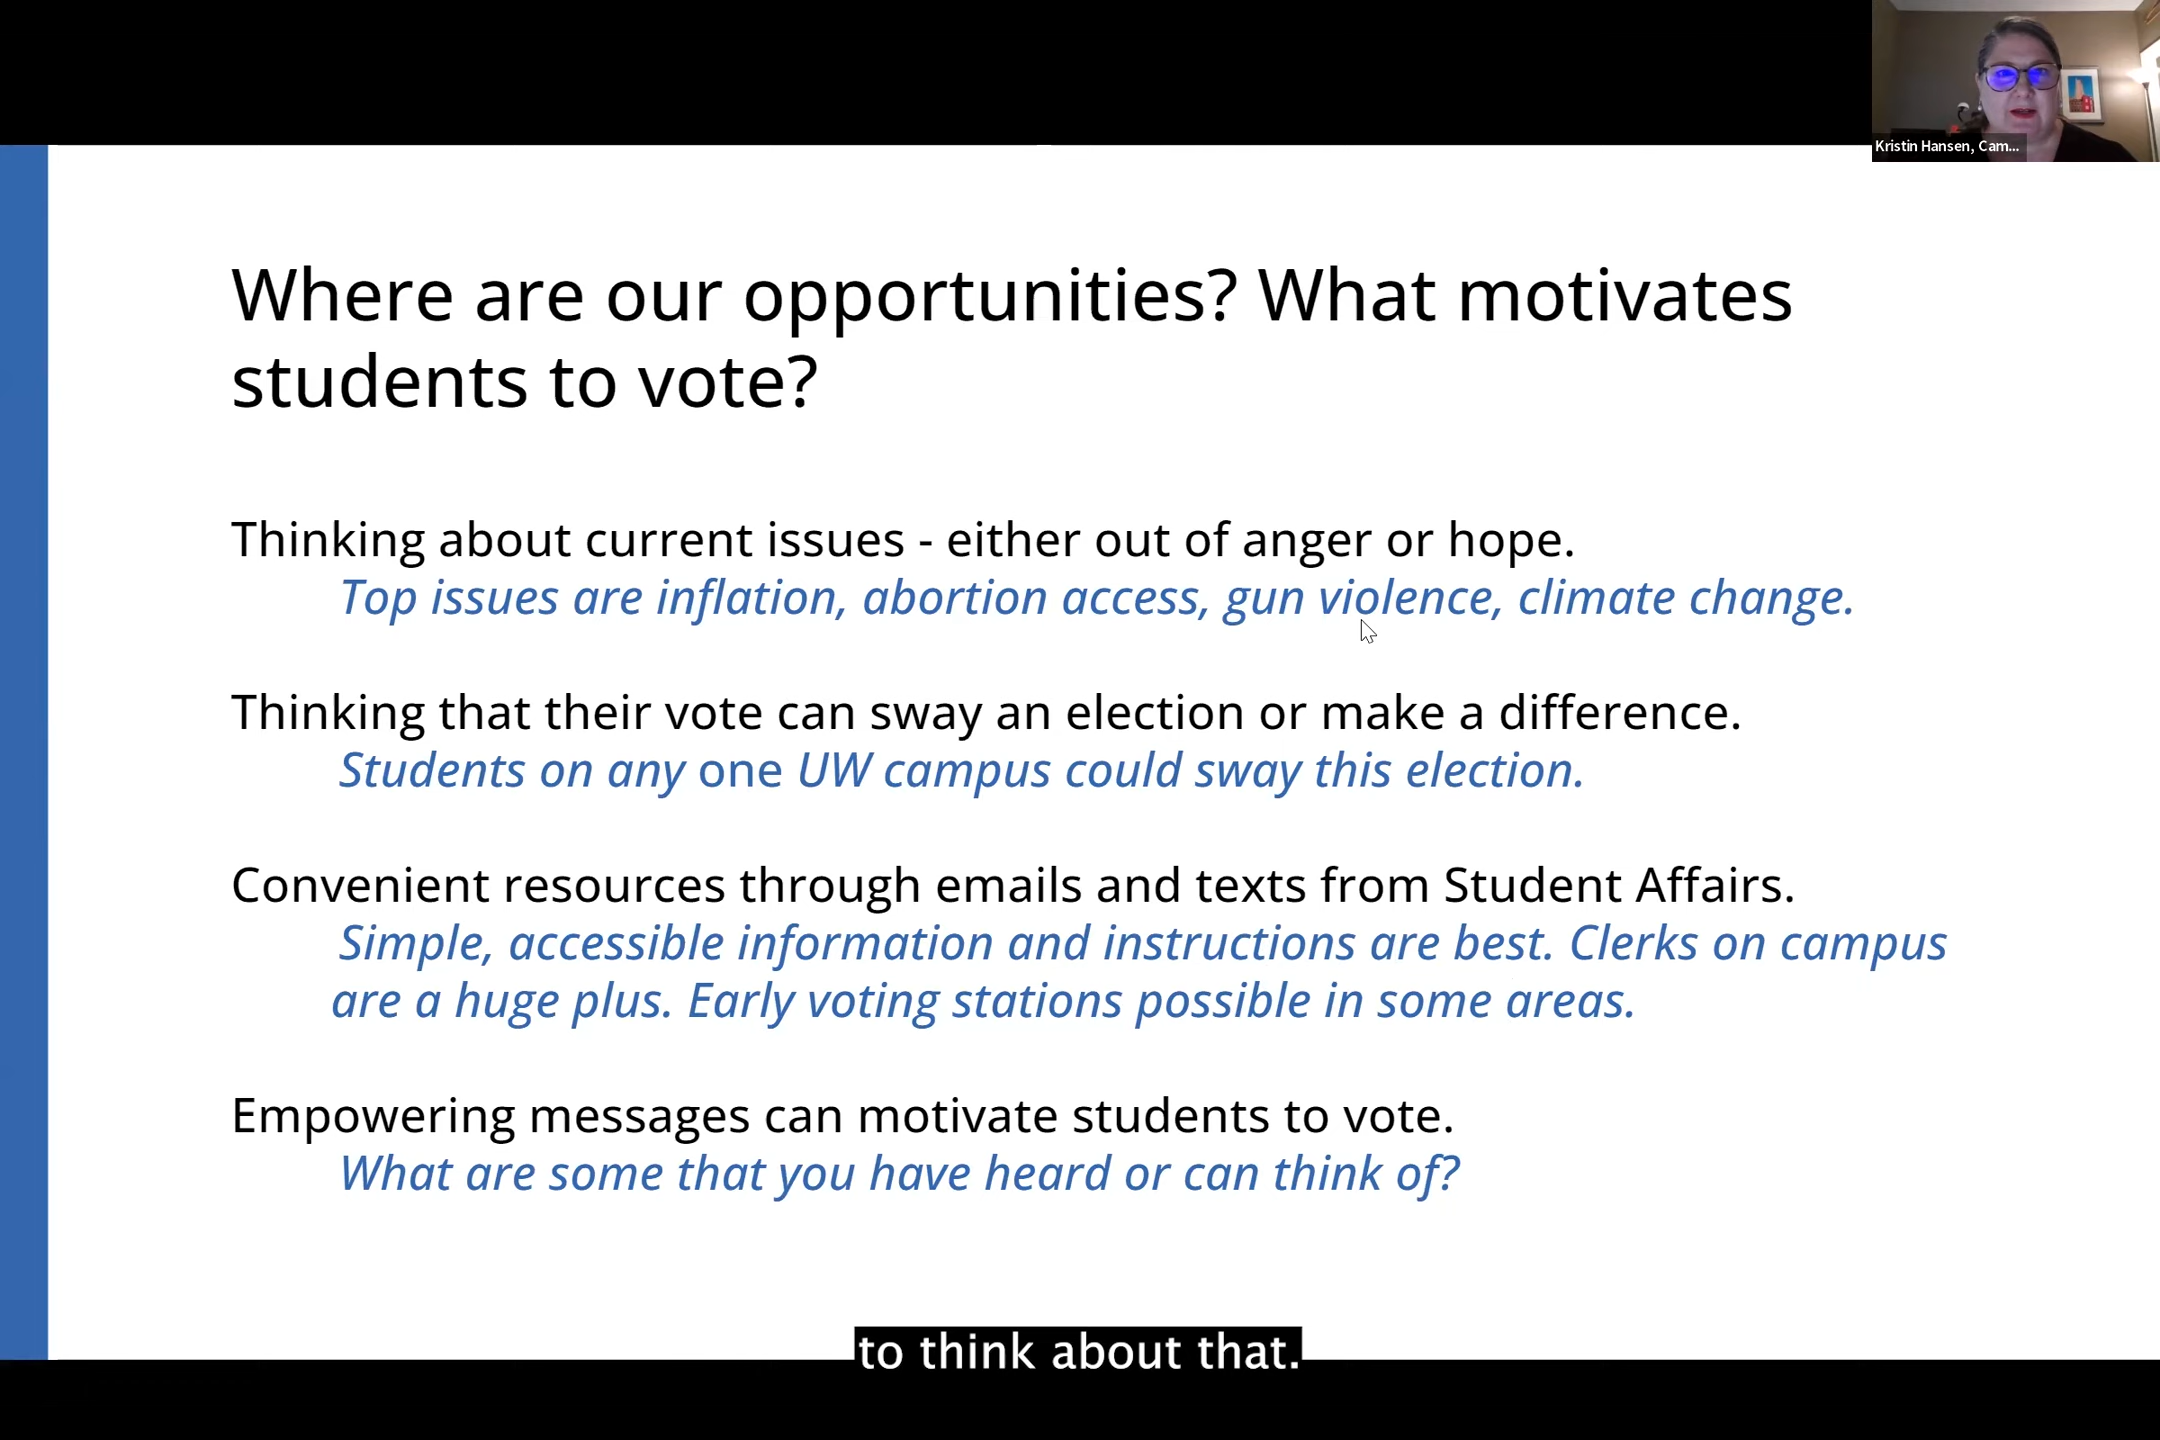 Kristin Hansen, Cam...
Where are our opportunities? What motivates
students to vote?
Thinking about current issues - either out of anger or hope.
Top issues are inflation, abortion access, gun violence, climate change.
Thinking that their vote can sway an election or make a difference.
Students on any one UW campus could sway this election.
Convenient resources through emails and texts from Student Affairs.
Simple, accessible information and instructions are best. Clerks on campus
are a huge plus. Early voting stations possible in some areas.
Empowering messages can motivate students to vote.
What are some that you have heard or can think of?
to think about that.